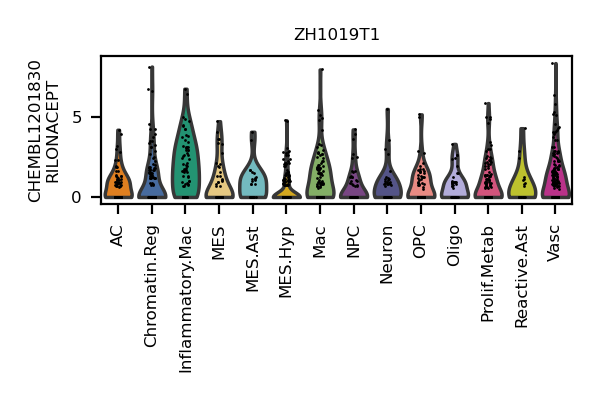 ZH1019T1
CHEMBL1201830
RILONACEPT
5
0
AC
Chromatin.Reg
Inflammatory.Mac
MES
MES.Ast
MES.Hyp
Mac
NPC
Neuron
OPC
Oligo
Prolif.Metab
Reactive.Ast
Vasc